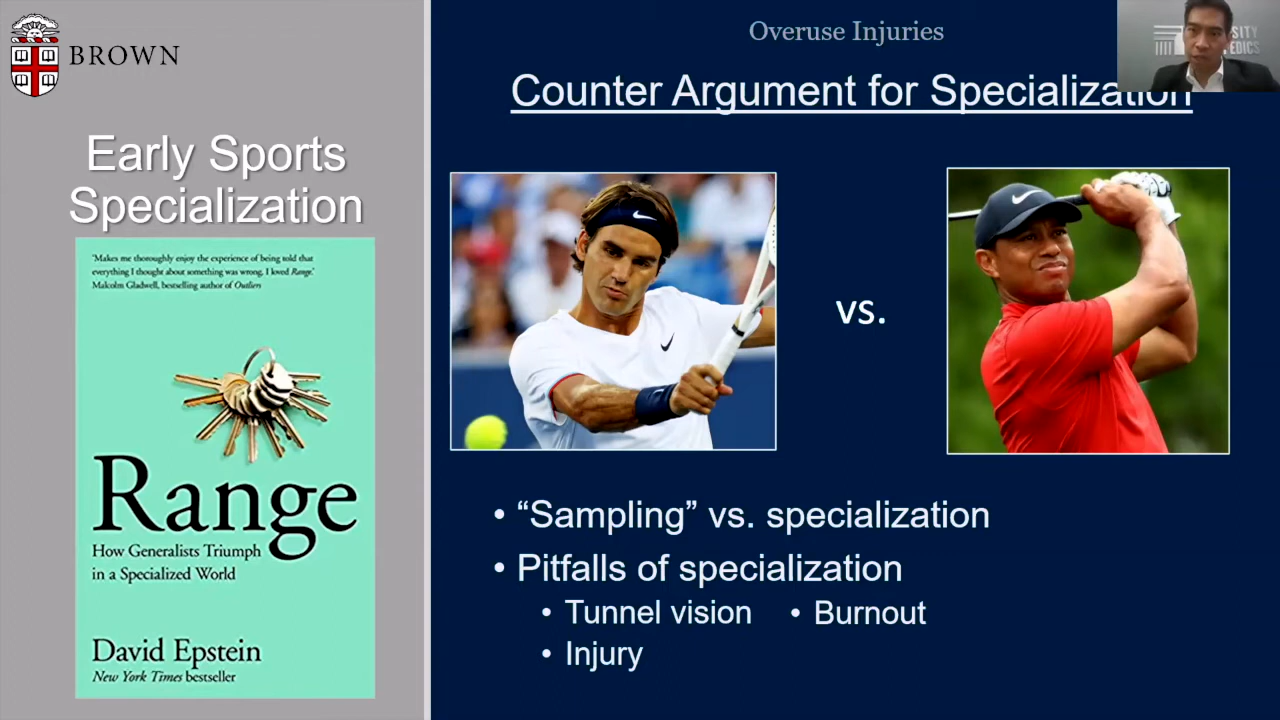 BROWN
Early Sports
Specialization
'Makes me thoroughly enjoy the experience of being told that
everything I thought about something was wrong. I loved Range.'
Malcolm Gladwell, bestselling author of Outliers
Range
How Generalists Triumph
in a Specialized World
David Epstein
New York Times bestseller
Overuse Injuries
Counter Argument for Specialization
vs.
• “Sampling” vs. specialization
• Pitfalls of specialization
• Tunnel vision • Burnout
• Injury